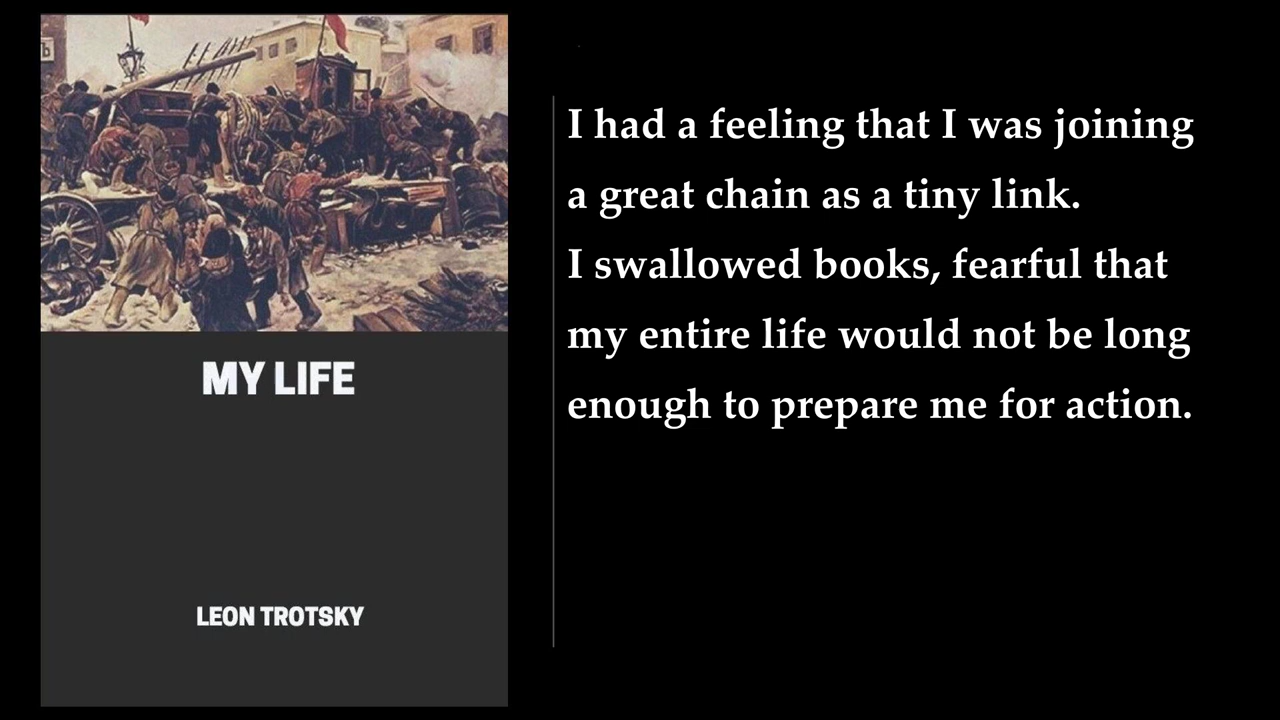 MY LIFE
LEON TROTSKY
I had a feeling that I was joining
a great chain as a tiny link.
I swallowed books, fearful that
my entire life would not be long
enough to prepare me for action.